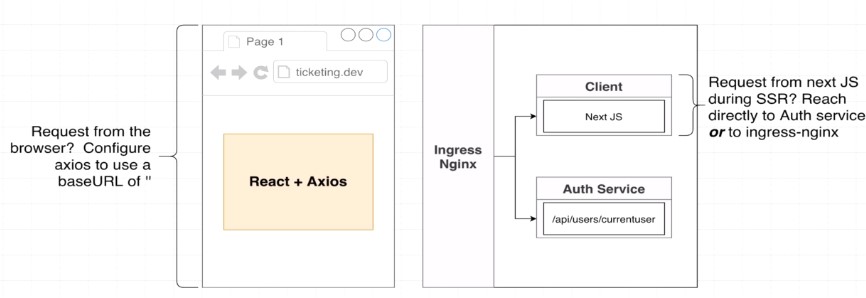 Request from the
browser? Configure
axios to use a
baseURL of ''
Page 1
ticketing.dev
React + Axios
Ingress
Nginx
Client
Next JS
Auth Service
/api/users/currentuser
Request from next JS
during SSR? Reach
directly to Auth service
or to ingress-nginx